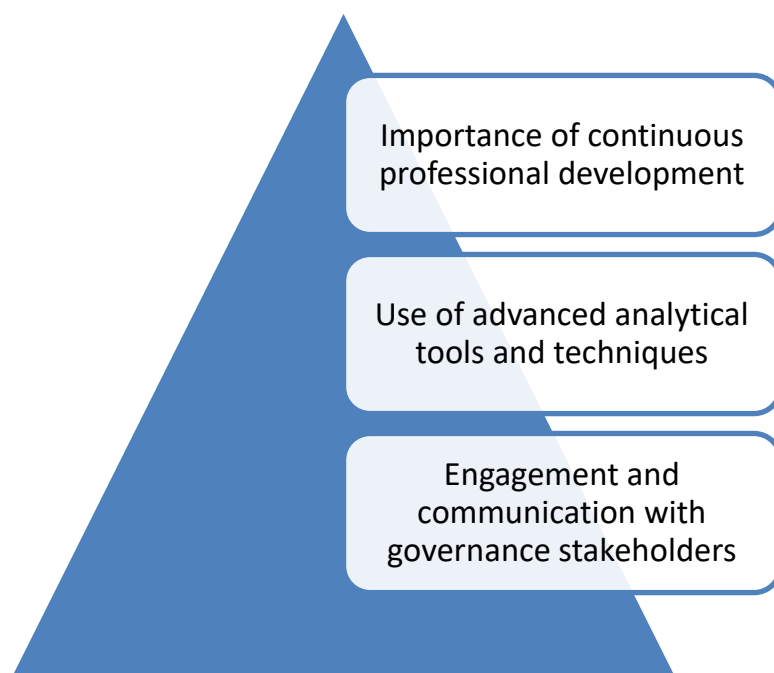 Importance of continuous
professional development
Use of advanced analytical
tools and techniques
Engagement and
communication with
governance stakeholders